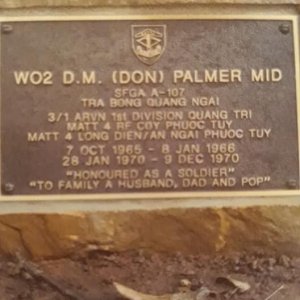 WO2 D.M. (DON) PALMER MID
SFGA A-107
TRA BONG QUANG NGAI
3/1 ARVN 1st DIVISION QUANG TRI
MATT 4 RF COY PHUOC TUY
MATT 4 LONG DIEN/AN NGAI PHUOC TUY
7 OCT 1965 - 8 JAN 1966
28 JAN 1970 - 9 DEC 1970
"HONOURED AS A SOLDIER"
"TO FAMILY A HUSBAND, DAD AND POP"